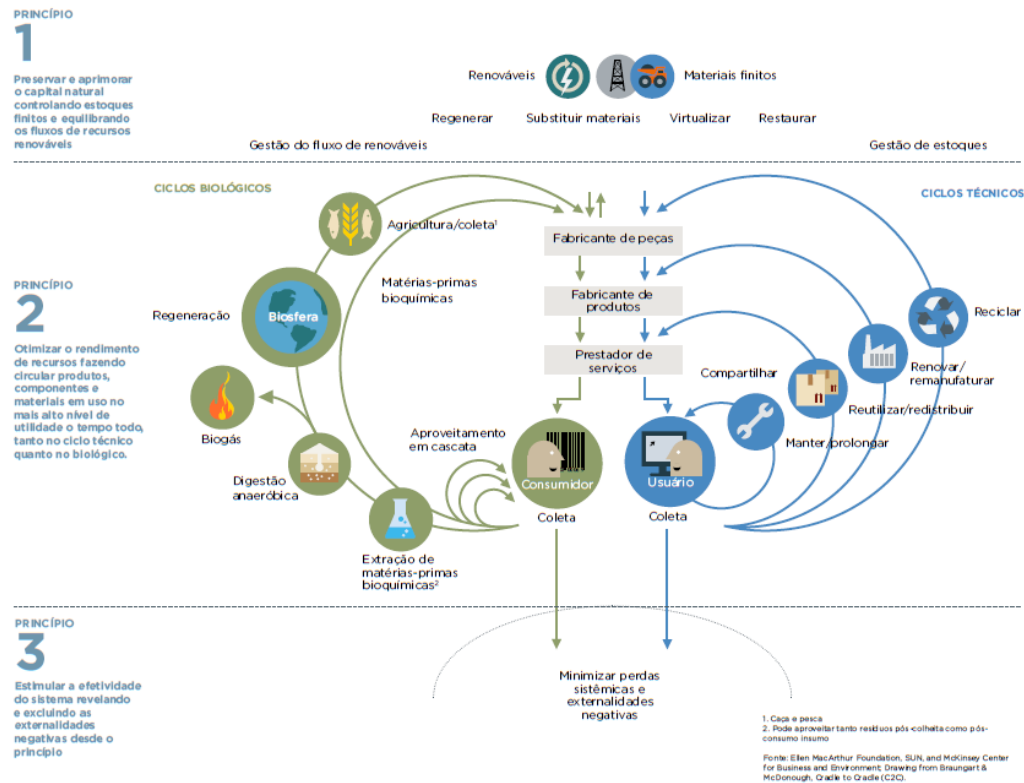 PRINCÍPIO
1
Preservar e aprimorar
o capital natural
controlando estoques
finitos e equilibrando
os fluxos de recursos
renováveis
Renováveis
Materiais finitos
Regenerar
Substituir materiais
Virtualizar
Restaurar
Gestão do fluxo de renováveis
Gestão de estoques
PRINCÍPIO
2
Otimizar o rendimento
de recursos fazendo
circular produtos,
componentes e
materiais em uso no
mais alto nível de
utilidade o tempo todo,
tanto no ciclo técnico
quanto no biológico.
CICLOS BIOLÓGICOS
CICLOS TÉCNICOS
Agricultura/coleta¹
Matérias-primas
bioquímicas
Regeneração
Biosfera
Biogás
Digestão
anaeróbica
Extração de
matérias-primas
bioquímicas²
Aproveitamento
em cascata
Fabricante de peças
Fabricante de
produtos
Prestador de
serviços
Consumidor
Coleta
Usuário
Coleta
Compartilhar
Manter/prolongar
Reutilizar/redistribuir
Renovar/
remanufaturar
Reciclar
PRINCÍPIO
3
Estimular a efetividade
do sistema revelando
e excluindo as
externalidades
negativas desde o
princípio
Minimizar perdas
sistêmicas e
externalidades
negativas
1. Caça e pesca
2. Pode aproveitar tanto resíduos pós-colheita como pós-
consumo insumo
Fonte: Ellen MacArthur Foundation, SUN, and McKinsey Center
for Business and Environment; Drawing from Braungart &
McDonough, Cradle to Cradle (C2C).